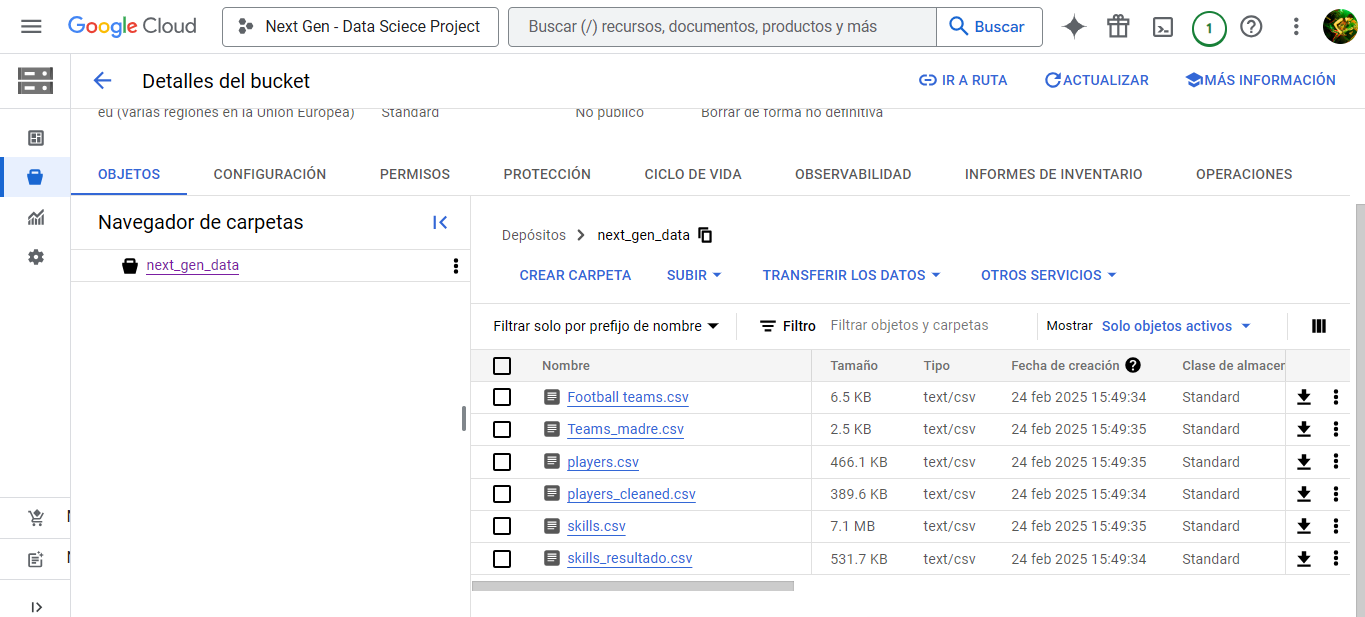 Google Cloud
Next Gen - Data Sciece Project
Buscar (/) recursos, documentos, productos y más
Buscar
1
Detalles del bucket
IR A RUTA
ACTUALIZAR
MÁS INFORMACIÓN
eu (varias regiones en la Unión Europea) Standard No público Borrar de forma no definitiva
OBJETOS CONFIGURACIÓN PERMISOS PROTECCIÓN CICLO DE VIDA OBSERVABILIDAD INFORMES DE INVENTARIO OPERACIONES
Navegador de carpetas
next_gen_data
Depósitos > next_gen_data
CREAR CARPETA SUBIR TRANSFERIR LOS DATOS OTROS SERVICIOS
Filtrar solo por prefijo de nombre Filtro Filtrar objetos y carpetas Mostrar Solo objetos activos
Nombre Tamaño Tipo Fecha de creación Clase de almacer
Football teams.csv 6.5 KB text/csv 24 feb 2025 15:49:34 Standard
Teams_madre.csv 2.5 KB text/csv 24 feb 2025 15:49:35 Standard
players.csv 466.1 KB text/csv 24 feb 2025 15:49:35 Standard
players_cleaned.csv 389.6 KB text/csv 24 feb 2025 15:49:34 Standard
skills.csv 7.1 MB text/csv 24 feb 2025 15:49:35 Standard
skills_resultado.csv 531.7 KB text/csv 24 feb 2025 15:49:34 Standard